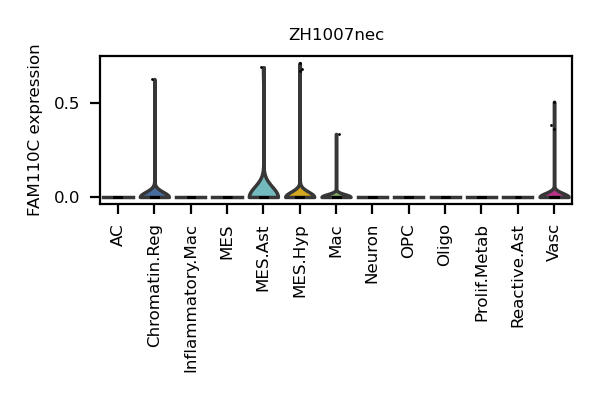 ZH1007nec
FAM110C expression
0.5
0.0
AC
Chromatin.Reg
Inflammatory.Mac
MES
MES.Ast
MES.Hyp
Mac
Neuron
OPC
Oligo
Prolif.Metab
Reactive.Ast
Vasc